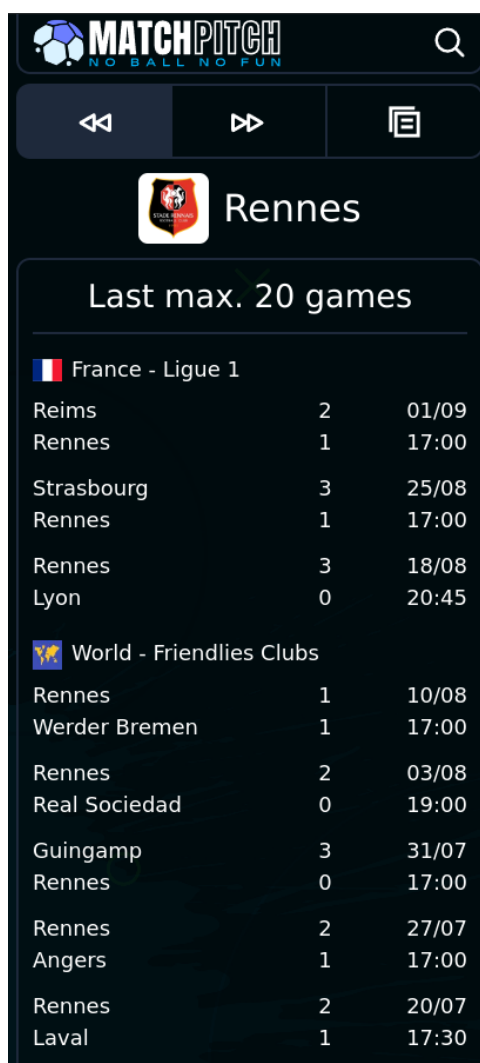 MATCHPITCH
NO BALL NO FUN
Rennes
Last max. 20 games
France - Ligue 1
Reims 2 01/09
Rennes 1 17:00
Strasbourg 3 25/08
Rennes 1 17:00
Rennes 3 18/08
Lyon 0 20:45
World - Friendlies Clubs
Rennes 1 10/08
Werder Bremen 1 17:00
Rennes 2 03/08
Real Sociedad 0 19:00
Guingamp 3 31/07
Rennes 0 17:00
Rennes 2 27/07
Angers 1 17:00
Rennes 2 20/07
Laval 1 17:30